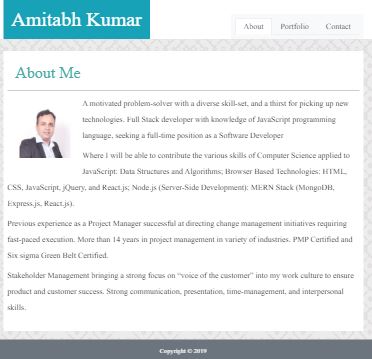 Amitabh Kumar
About Portfolio Contact
About Me
A motivated problem-solver with a diverse skill-set, and a thirst for picking up new
technologies. Full Stack developer with knowledge of JavaScript programming
language, seeking a full-time position as a Software Developer
Where I will be able to contribute the various skills of Computer Science applied to
JavaScript: Data Structures and Algorithms; Browser Based Technologies: HTML,
CSS, JavaScript, jQuery, and React.js; Node.js (Server-Side Development): MERN Stack (MongoDB,
Express.js, React.js).
Previous experience as a Project Manager successful at directing change management initiatives requiring
fast-paced execution. More than 14 years in project management in variety of industries. PMP Certified and
Six sigma Green Belt Certified.
Stakeholder Management bringing a strong focus on “voice of the customer” into my work culture to ensure
product and customer success. Strong communication, presentation, time-management, and interpersonal
skills.
Copyright © 2019